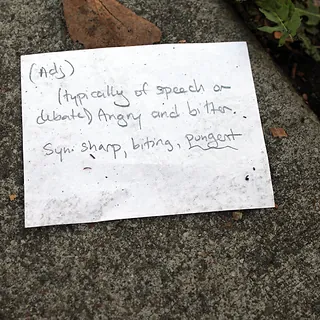 (Adj)
(typically of speech or
debate) Angry and bitter.
Syn: sharp, biting, pungent